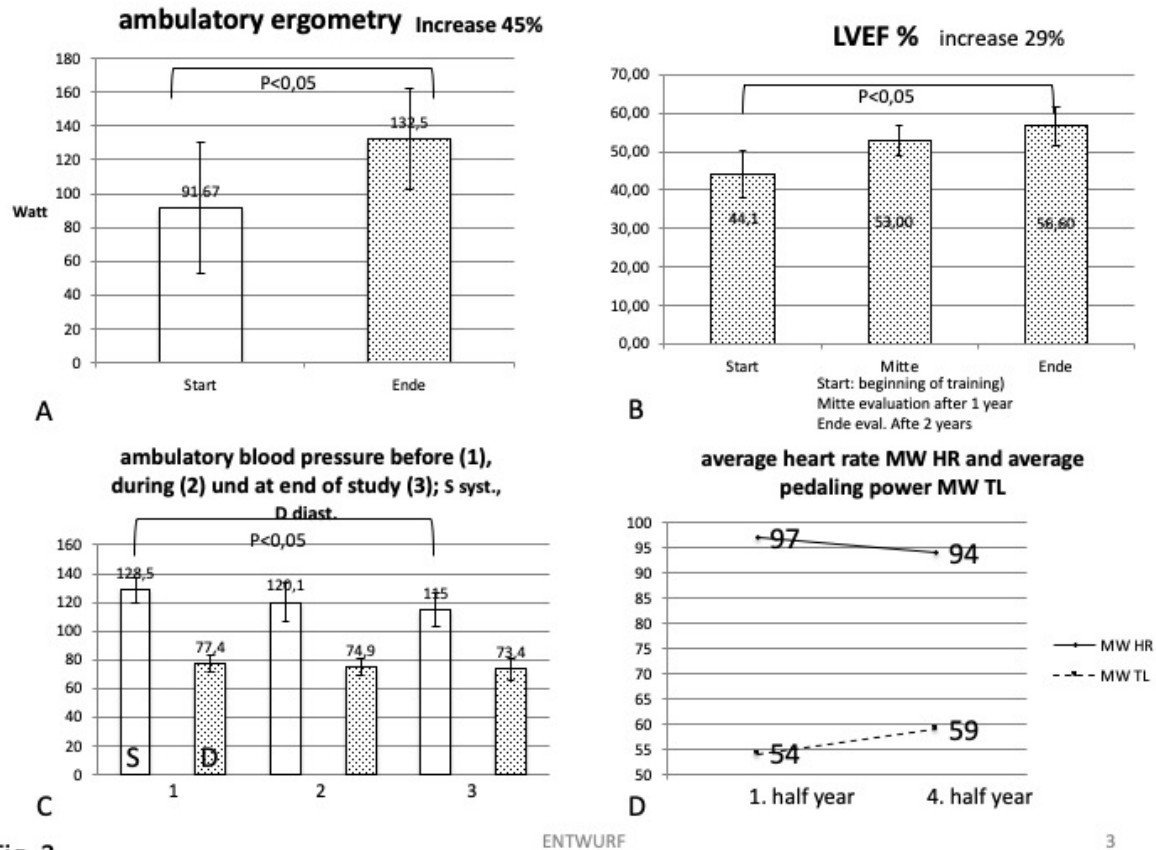 ambulatory ergometry Increase 45%
180
160
140
120
100
80
60
40
20
0
Watt
P<0,05
91,67
132,5
Start Ende
A
LVEF % increase 29%
70,00
60,00
50,00
40,00
30,00
20,00
10,00
0,00
P<0,05
44,1
53,00
56,60
Start Mitte Ende
Start: beginning of training)
Mitte evaluation after 1 year
Ende eval. Afte 2 years
B
ambulatory blood pressure before (1),
during (2) und at end of study (3); S syst.,
D diast.
160
140
120
100
80
60
40
20
0
P<0,05
128,5
77,4
120,1
74,9
115
73,4
S D
1 2 3
C
average heart rate MW HR and average
pedaling power MW TL
100
95
90
85
80
75
70
65
60
55
50
97
94
54
59
MW HR
MW TL
1. half year 4. half year
D
ENTWURF 3